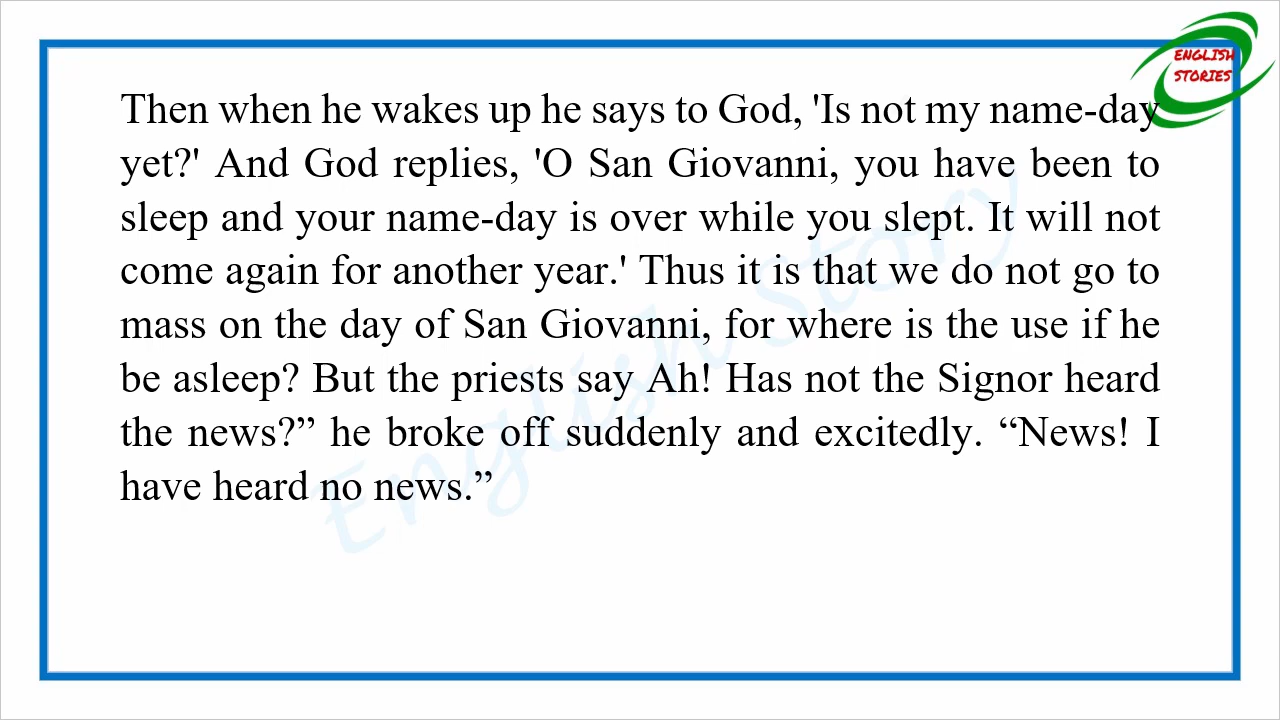 ENGLISH
STORIES
Then when he wakes up he says to God, 'Is not my name-day
yet?' And God replies, 'O San Giovanni, you have been to
sleep and your name-day is over while you slept. It will not
come again for another year.' Thus it is that we do not go to
mass on the day of San Giovanni, for where is the use if he
be asleep? But the priests say Ah! Has not the Signor heard
the news?” he broke off suddenly and excitedly. “News! I
have heard no news.”
English Story